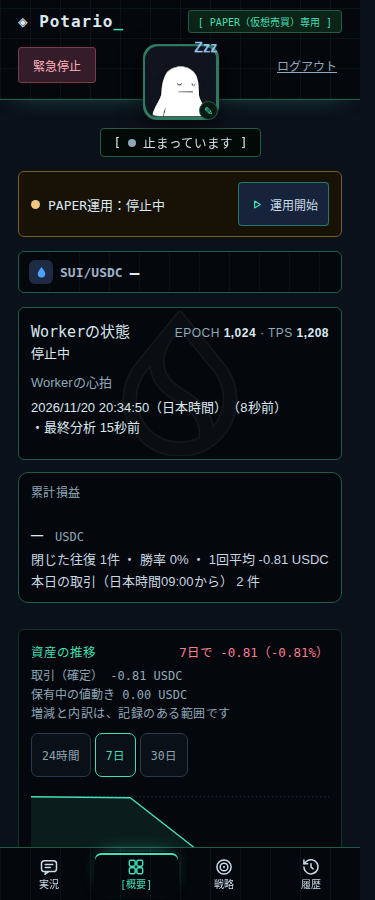 ◈ Potario_
[ PAPER（仮想売買）専用 ]
緊急停止
Zzz
ログアウト
[ 止まっています ]
PAPER運用：停止中
運用開始
SUI/USDC —
Workerの状態
EPOCH 1,024 · TPS 1,208
停止中
Workerの心拍
2026/11/20 20:34:50（日本時間）（8秒前）
・最終分析 15秒前
累計損益
— USDC
閉じた往復 1件 ・ 勝率 0% ・ 1回平均 -0.81 USDC
本日の取引（日本時間09:00から） 2 件
資産の推移
7日で -0.81（-0.81%）
取引（確定） -0.81 USDC
保有中の値動き 0.00 USDC
増減と内訳は、記録のある範囲です
24時間
7日
30日
実況
[概要]
戦略
履歴